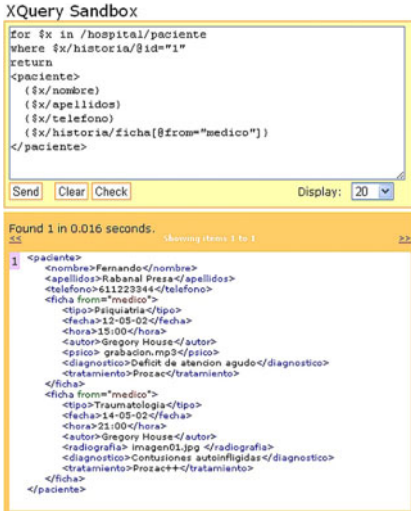 XQuery Sandbox
for $x in /hospital/paciente
where $x/historia/@id="1"
return
<paciente>
{$x/nombre}
{$x/apellidos}
{$x/telefono}
{$x/historia/ficha[@from="medico"]}
</paciente>
Send Clear Check Display: 20
Found 1 in 0.016 seconds.
<< Showing items 1 to 1 >>
1 <paciente>
<nombre>Fernando</nombre>
<apellidos>Rabanal Presa</apellidos>
<telefono>611223344</telefono>
<ficha from="medico">
<tipo>Psiquiatria</tipo>
<fecha>12-05-02</fecha>
<hora>15:00</hora>
<autor>Gregory House</autor>
<psico> grabacion.mp3</psico>
<diagnostico>Deficit de atencion agudo</diagnostico>
<tratamiento>Prozac</tratamiento>
</ficha>
<ficha from="medico">
<tipo>Traumatologia</tipo>
<fecha>14-05-02</fecha>
<hora>21:00</hora>
<autor>Gregory House</autor>
<radiografia> imagen01.jpg </radiografia>
<diagnostico>Contusiones autoinfligidas</diagnostico>
<tratamiento>Prozac++</tratamiento>
</ficha>
</paciente>